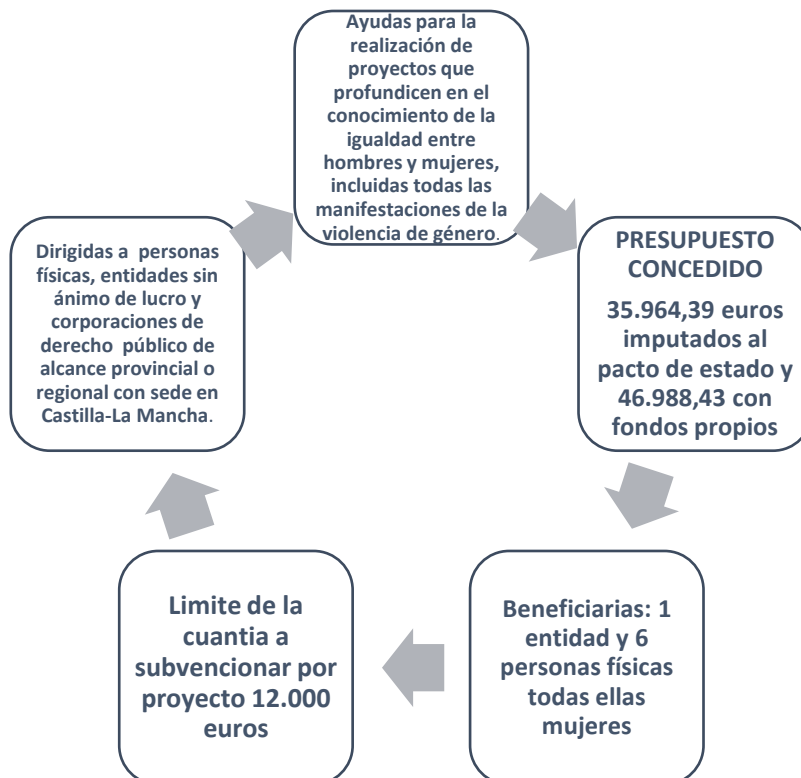 Ayudas para la
realización de
proyectos que
profundicen en el
conocimiento de la
igualdad entre
hombres y mujeres,
incluidas todas las
manifestaciones de la
violencia de género.
PRESUPUESTO
CONCEDIDO
35.964,39 euros
imputados al
pacto de estado y
46.988,43 con
fondos propios
Beneficiarias: 1
entidad y 6
personas físicas
todas ellas
mujeres
Limite de la
cuantia a
subvencionar por
proyecto 12.000
euros
Dirigidas a personas
físicas, entidades sin
ánimo de lucro y
corporaciones de
derecho público de
alcance provincial o
regional con sede en
Castilla-La Mancha.